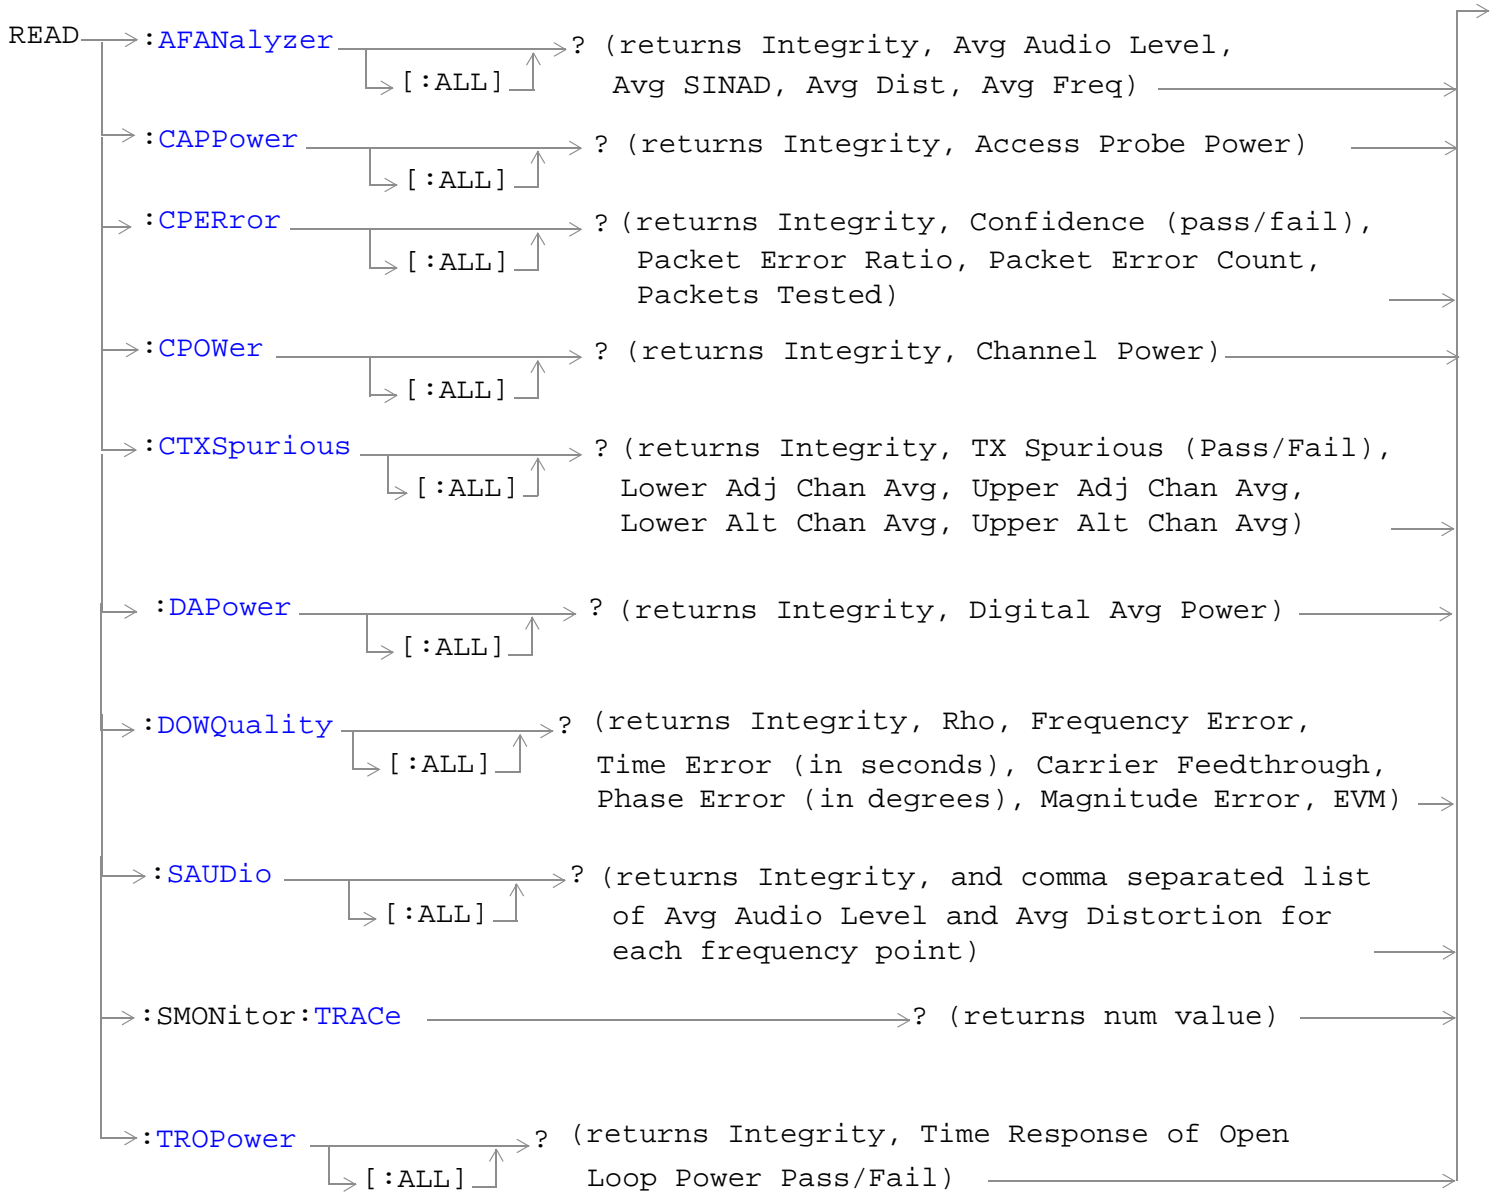 READ :AFANalyzer ? (returns Integrity, Avg Audio Level,
[:ALL] Avg SINAD, Avg Dist, Avg Freq)
:CAPPower ? (returns Integrity, Access Probe Power)
[:ALL]
:CPERror ? (returns Integrity, Confidence (pass/fail),
[:ALL] Packet Error Ratio, Packet Error Count,
Packets Tested)
:CPOWer ? (returns Integrity, Channel Power)
[:ALL]
:CTXSpurious ? (returns Integrity, TX Spurious (Pass/Fail),
[:ALL] Lower Adj Chan Avg, Upper Adj Chan Avg,
Lower Alt Chan Avg, Upper Alt Chan Avg)
:DAPower ? (returns Integrity, Digital Avg Power)
[:ALL]
:DOWQuality ? (returns Integrity, Rho, Frequency Error,
[:ALL] Time Error (in seconds), Carrier Feedthrough,
Phase Error (in degrees), Magnitude Error, EVM)
:SAUDio ? (returns Integrity, and comma separated list
[:ALL] of Avg Audio Level and Avg Distortion for
each frequency point)
:SMONitor:TRACe ? (returns num value)
:TROPower ? (returns Integrity, Time Response of Open
[:ALL] Loop Power Pass/Fail)